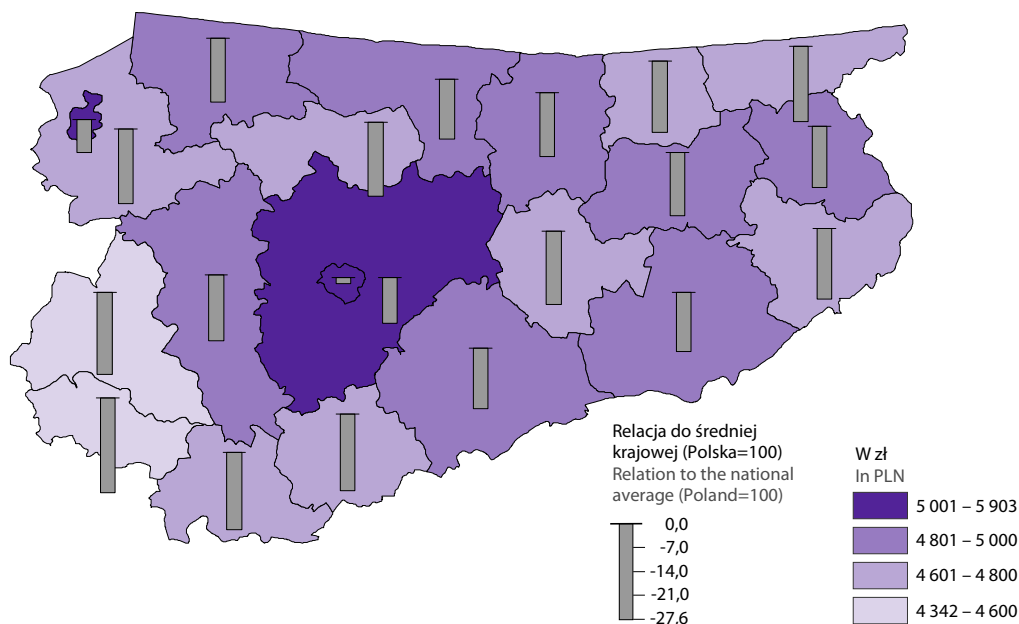 Relacja do średniej
krajowej (Polska=100)
Relation to the national
average (Poland=100)
0,0
-7,0
-14,0
-21,0
-27,6
W zł
In PLN
5 001 – 5 903
4 801 – 5 000
4 601 – 4 800
4 342 – 4 600